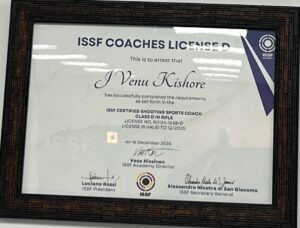 ISSF COACHES LICENSE D
ISSF
This is to attest that
J Venu Kishore
has successfully completed the requirements
as set forth in the
ISSF CERTIFIED SHOOTING SPORTS COACH
CLASS D IN RIFLE
LICENSE IS VALID TO 12/2025
on 16 December 2024
Vesa Nissinen
ISSF Academy Director
Luciano Rossi
ISSF President
ISSF
Alessandro Nicotra di San Giacomo
ISSF Secretary General